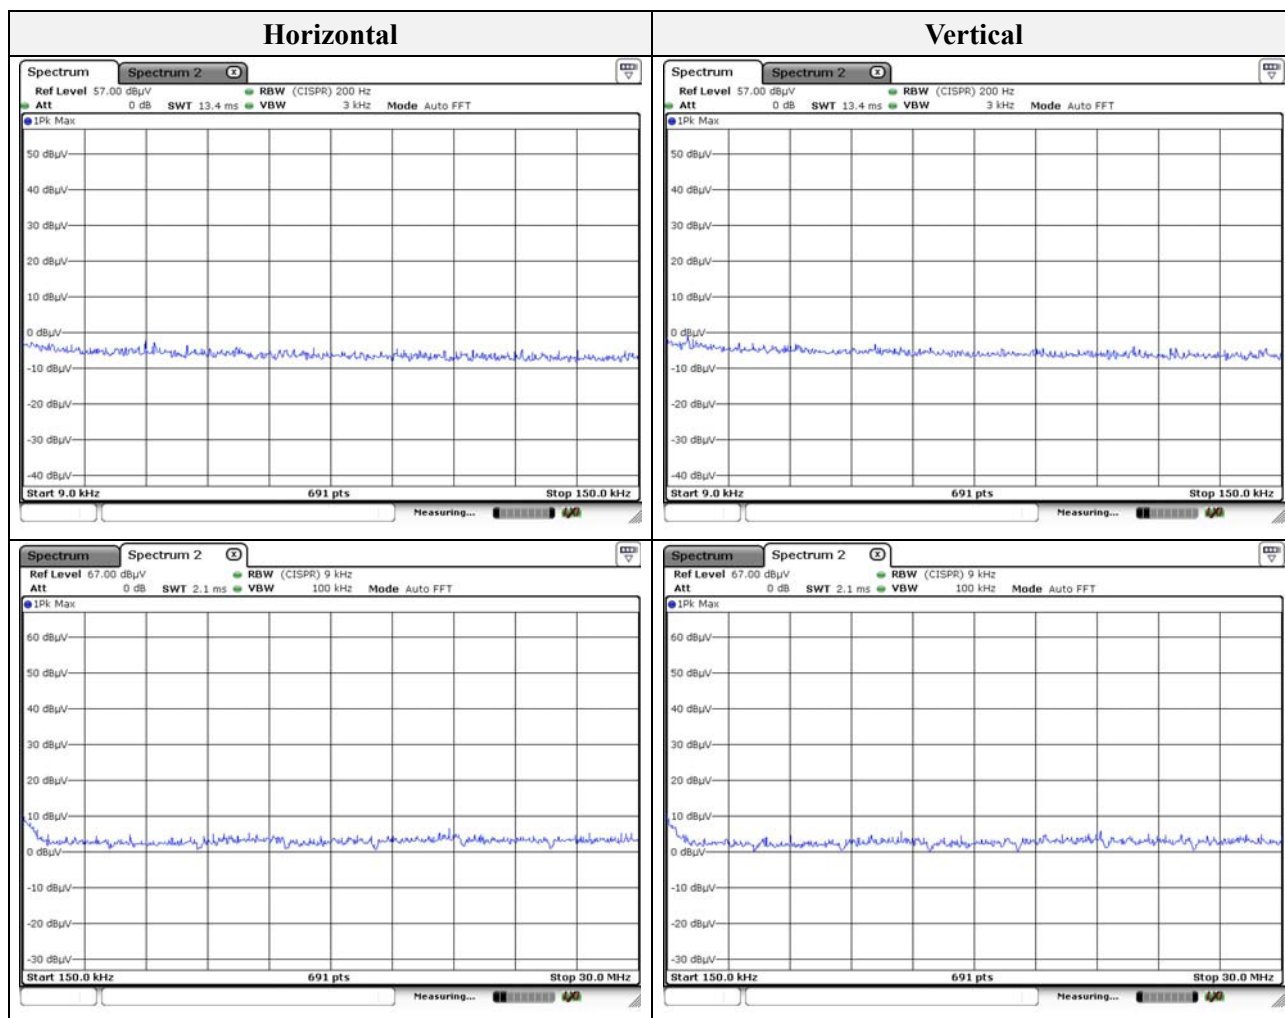 Horizontal
Vertical
Spectrum Spectrum 2
Ref Level 57.00 dBµV RBW (CISPR) 200 Hz
Att 0 dB SWT 13.4 ms VBW 3 kHz Mode Auto FFT
1Pk Max
50 dBµV
40 dBµV
30 dBµV
20 dBµV
10 dBµV
0 dBµV
-10 dBµV
-20 dBµV
-30 dBµV
-40 dBµV
Start 9.0 kHz 691 pts Stop 150.0 kHz
Measuring...
Spectrum Spectrum 2
Ref Level 57.00 dBµV RBW (CISPR) 200 Hz
Att 0 dB SWT 13.4 ms VBW 3 kHz Mode Auto FFT
1Pk Max
50 dBµV
40 dBµV
30 dBµV
20 dBµV
10 dBµV
0 dBµV
-10 dBµV
-20 dBµV
-30 dBµV
-40 dBµV
Start 9.0 kHz 691 pts Stop 150.0 kHz
Measuring...
Spectrum Spectrum 2
Ref Level 67.00 dBµV RBW (CISPR) 9 kHz
Att 0 dB SWT 2.1 ms VBW 100 kHz Mode Auto FFT
1Pk Max
60 dBµV
50 dBµV
40 dBµV
30 dBµV
20 dBµV
10 dBµV
0 dBµV
-10 dBµV
-20 dBµV
-30 dBµV
Start 150.0 kHz 691 pts Stop 30.0 MHz
Measuring...
Spectrum Spectrum 2
Ref Level 67.00 dBµV RBW (CISPR) 9 kHz
Att 0 dB SWT 2.1 ms VBW 100 kHz Mode Auto FFT
1Pk Max
60 dBµV
50 dBµV
40 dBµV
30 dBµV
20 dBµV
10 dBµV
0 dBµV
-10 dBµV
-20 dBµV
-30 dBµV
Start 150.0 kHz 691 pts Stop 30.0 MHz
Measuring...